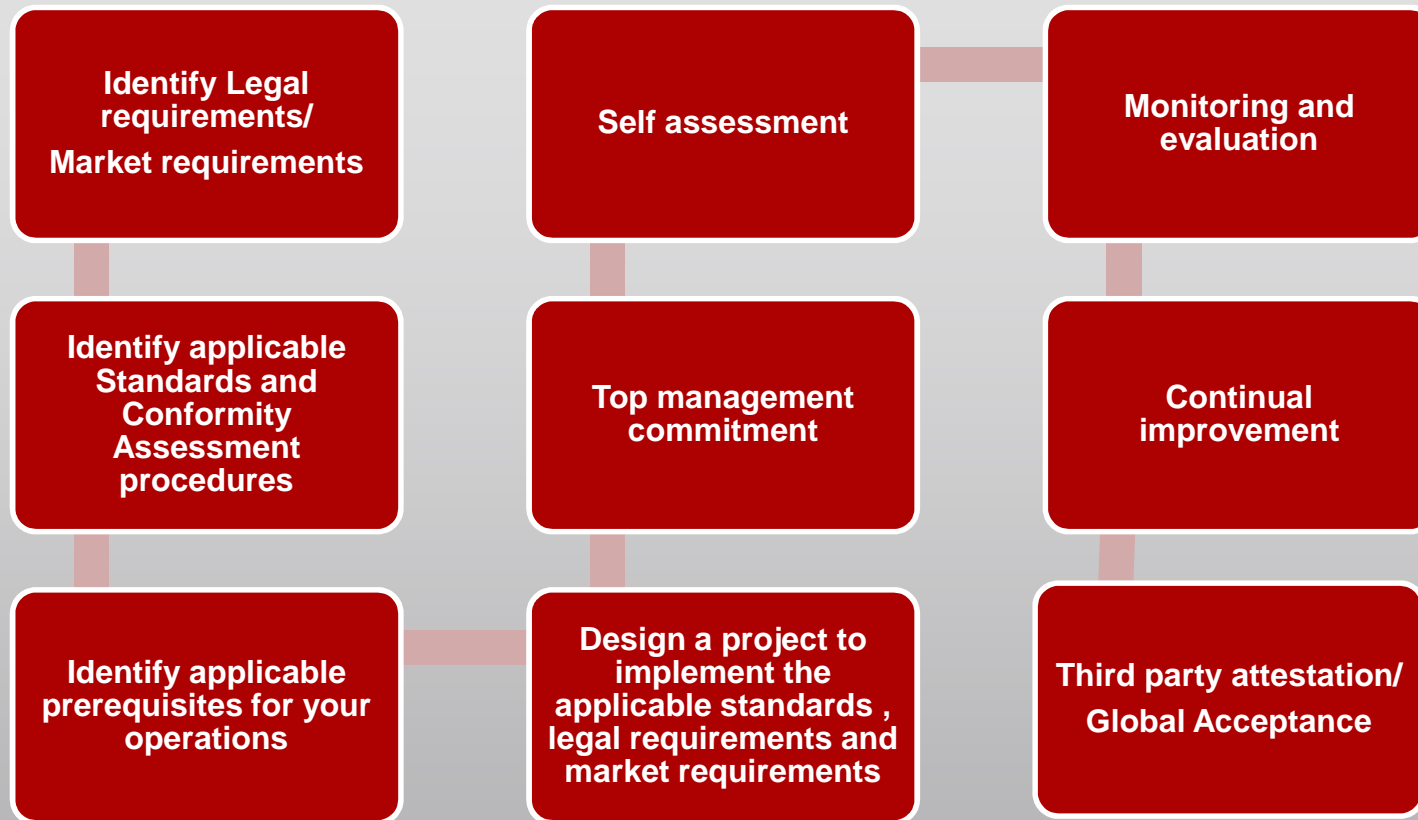 Identify Legal
requirements/
Market requirements
Identify applicable
Standards and
Conformity
Assessment
procedures
Identify applicable
prerequisites for your
operations
Design a project to
implement the
applicable standards ,
legal requirements and
market requirements
Top management
commitment
Self assessment
Monitoring and
evaluation
Continual
improvement
Third party attestation/
Global Acceptance